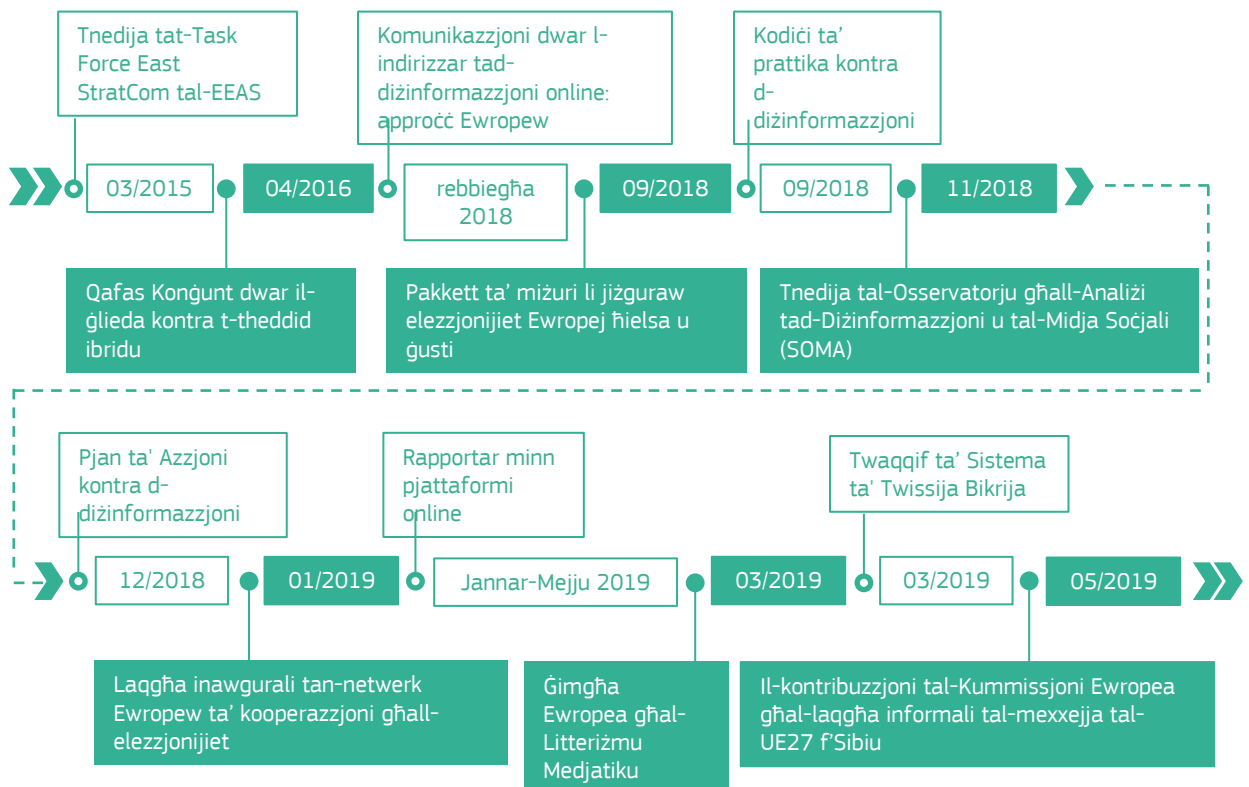 Tnedija tat-Task
Force East
StratCom tal-EEAS
Komunikazzjoni dwar l-
indirizzar tad-
diżinformazzjoni online:
approċċ Ewropew
Kodiċi ta’
prattika kontra
d-
diżinformazzjoni
03/2015
04/2016
rebbiegħa
2018
09/2018
09/2018
11/2018
Qafas Konġunt dwar il-
ġlieda kontra t-theddid
ibridu
Pakkett ta’ miżuri li jiżguraw
elezzjonijiet Ewropej ħielsa u
ġusti
Tnedija tal-Osservatorju għall-Analiżi
tad-Diżinformazzjoni u tal-Midja Soċjali
(SOMA)
Pjan ta' Azzjoni
kontra d-
diżinformazzjoni
Rapportar minn
pjattaformi
online
Twaqqif ta’ Sistema
ta' Twissija Bikrija
12/2018
01/2019
Jannar-Mejju 2019
03/2019
03/2019
05/2019
Laqgħa inawgurali tan-netwerk
Ewropew ta’ kooperazzjoni għall-
elezzjonijiet
Ġimgħa
Ewropea għal-
Litteriżmu
Medjatiku
Il-kontribuzzjoni tal-Kummissjoni Ewropea
għal-laqgħa informali tal-mexxejja tal-
UE27 f’Sibiu